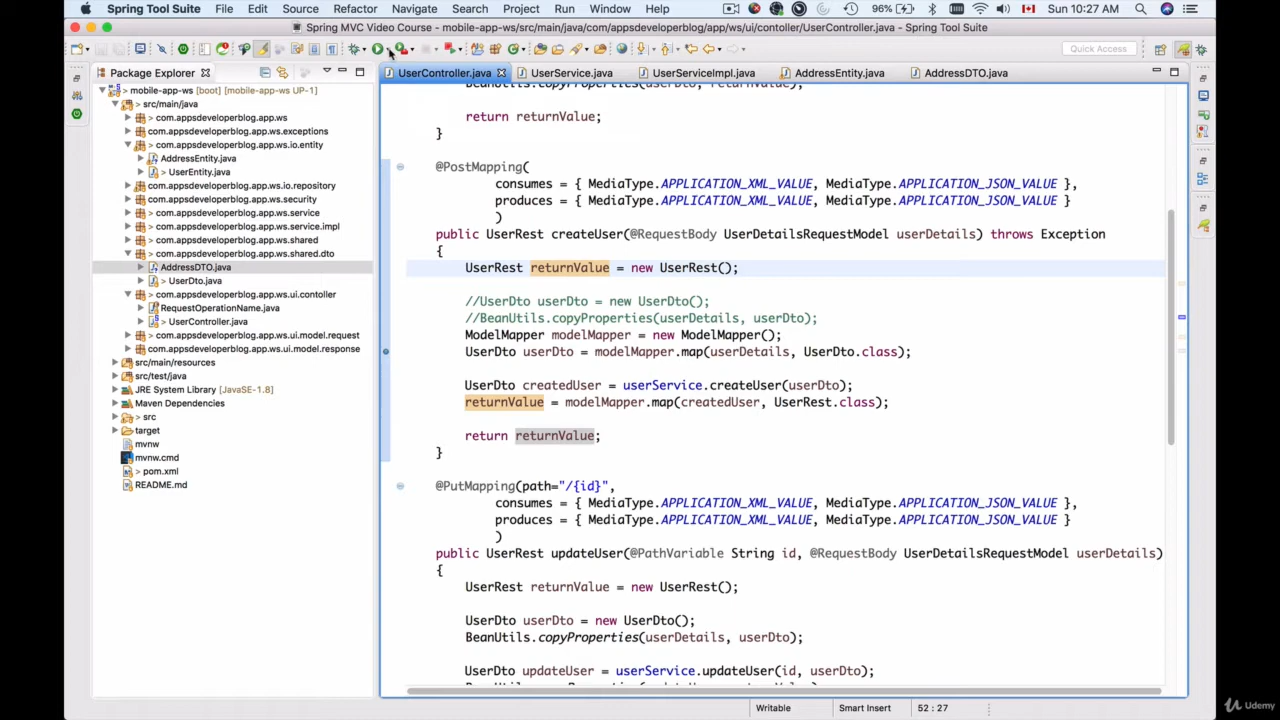 Spring Tool Suite File Edit Source Refactor Navigate Search Project Run Window Help 96% Sun 10:27 AM
Spring MVC Video Course - mobile-app-ws/src/main/java/com/appsdeveloperblog/app/ws/ui/contoller/UserController.java - Spring Tool Suite
Quick Access
Package Explorer
UserController.java UserService.java UserServiceImpl.java AddressEntity.java AddressDTO.java
> mobile-app-ws [boot] [mobile-app-ws UP-1]
> src/main/java
> com.appsdeveloperblog.app.ws
> com.appsdeveloperblog.app.ws.exceptions
> com.appsdeveloperblog.app.ws.io.entity
AddressEntity.java
> UserEntity.java
> com.appsdeveloperblog.app.ws.io.repository
> com.appsdeveloperblog.app.ws.security
> com.appsdeveloperblog.app.ws.service
> com.appsdeveloperblog.app.ws.service.impl
> com.appsdeveloperblog.app.ws.shared
> com.appsdeveloperblog.app.ws.shared.dto
AddressDTO.java
> UserDto.java
> com.appsdeveloperblog.app.ws.ui.contoller
RequestOperationName.java
> UserController.java
> com.appsdeveloperblog.app.ws.ui.model.request
> com.appsdeveloperblog.app.ws.ui.model.response
src/main/resources
src/test/java
JRE System Library [JavaSE-1.8]
Maven Dependencies
> src
target
mvnw
mvnw.cmd
> pom.xml
README.md
BeanUtils.copyProperties(userDto, returnValue);
return returnValue;
}
@PostMapping(
consumes = { MediaType.APPLICATION_XML_VALUE, MediaType.APPLICATION_JSON_VALUE },
produces = { MediaType.APPLICATION_XML_VALUE, MediaType.APPLICATION_JSON_VALUE }
)
public UserRest createUser(@RequestBody UserDetailsRequestModel userDetails) throws Exception
{
UserRest returnValue = new UserRest();
//UserDto userDto = new UserDto();
//BeanUtils.copyProperties(userDetails, userDto);
ModelMapper modelMapper = new ModelMapper();
UserDto userDto = modelMapper.map(userDetails, UserDto.class);
UserDto createdUser = userService.createUser(userDto);
returnValue = modelMapper.map(createdUser, UserRest.class);
return returnValue;
}
@PutMapping(path="/{id}",
consumes = { MediaType.APPLICATION_XML_VALUE, MediaType.APPLICATION_JSON_VALUE },
produces = { MediaType.APPLICATION_XML_VALUE, MediaType.APPLICATION_JSON_VALUE }
)
public UserRest updateUser(@PathVariable String id, @RequestBody UserDetailsRequestModel userDetails)
{
UserRest returnValue = new UserRest();
UserDto userDto = new UserDto();
BeanUtils.copyProperties(userDetails, userDto);
UserDto updateUser = userService.updateUser(id, userDto);
Writable Smart Insert 52 : 27
Udemy